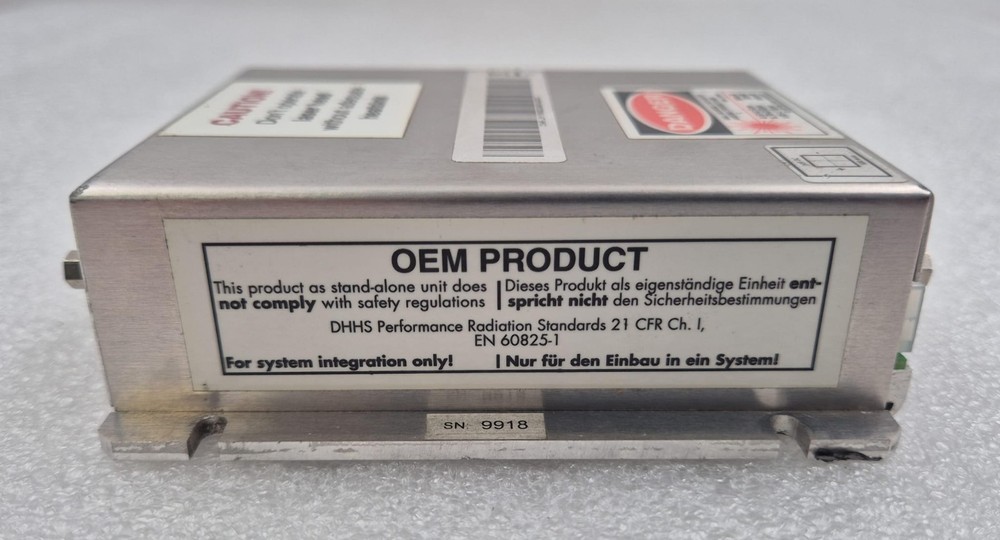 CAUTION
DANGER
OEM PRODUCT
This product as stand-alone unit does
not comply with safety regulations
Dieses Produkt als eigenständige Einheit ent-
spricht nicht den Sicherheitsbestimmungen
DHHS Performance Radiation Standards 21 CFR Ch. I,
EN 60825-1
For system integration only!
Nur für den Einbau in ein System!
SN: 9918